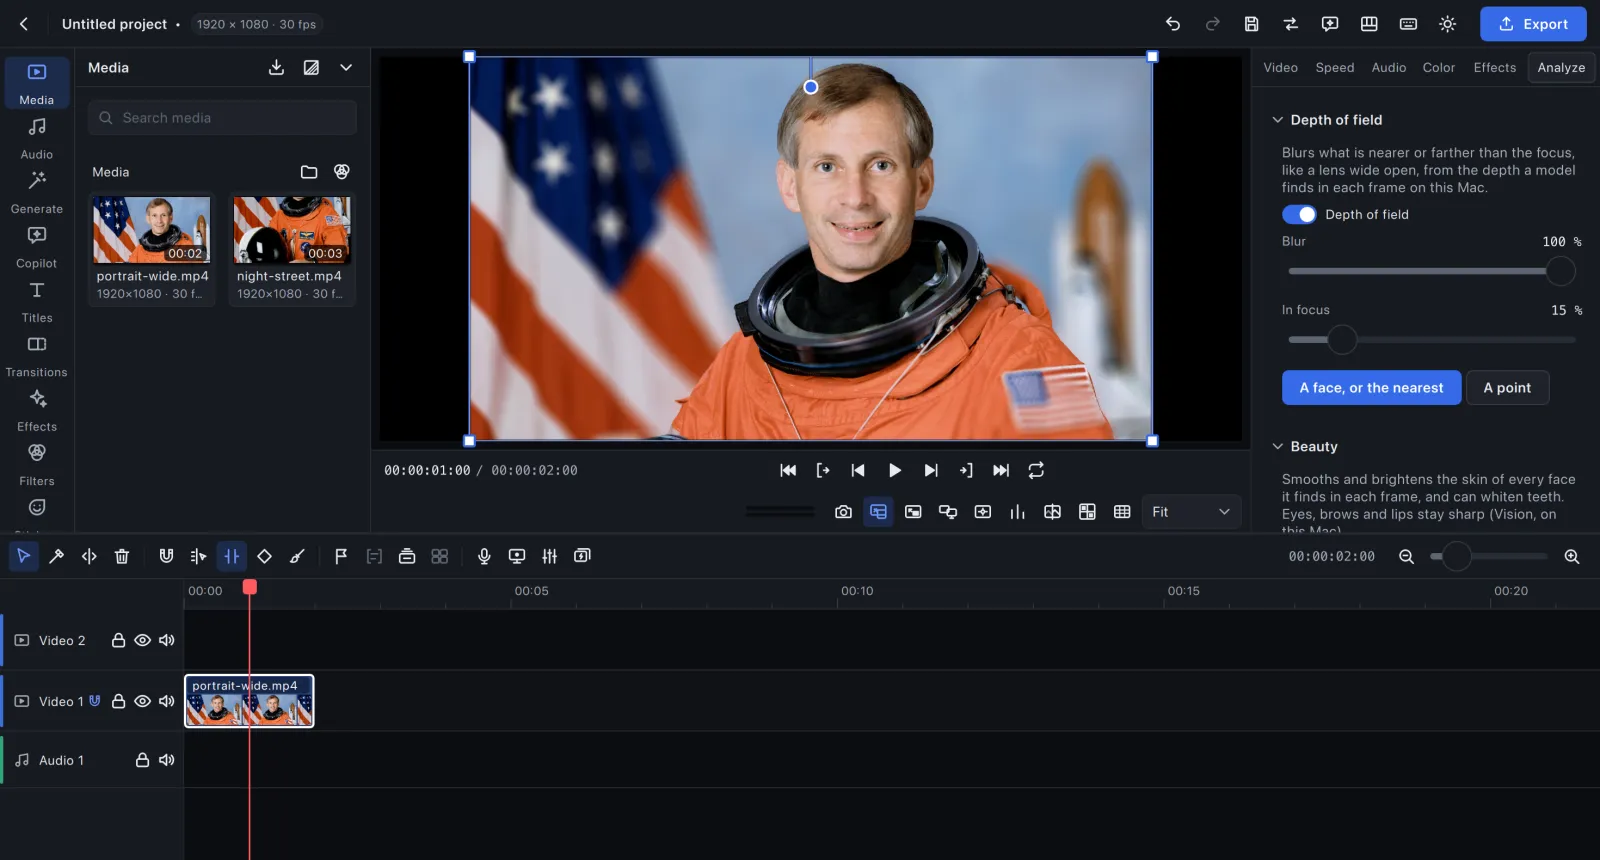 Untitled project •
1920 × 1080 · 30 fps
Export
Media
Audio
Generate
Copilot
Titles
Transitions
Effects
Filters
Media
Search media
Media
00:02
portrait-wide.mp4
1920×1080 · 30 f...
00:03
night-street.mp4
1920×1080 · 30 f...
00:00:01:00 / 00:00:02:00
Fit
Video Speed Audio Color Effects Analyze
Depth of field
Blurs what is nearer or farther than the focus,
like a lens wide open, from the depth a model
finds in each frame on this Mac.
Depth of field
Blur 100 %
In focus 15 %
A face, or the nearest A point
Beauty
Smooths and brightens the skin of every face
it finds in each frame, and can whiten teeth.
Eyes, brows and lips stay sharp (Vision, on
this Mac)
00:00:02:00
00:00 00:05 00:10 00:15 00:20
Video 2
Video 1
portrait-wide.mp4
Audio 1